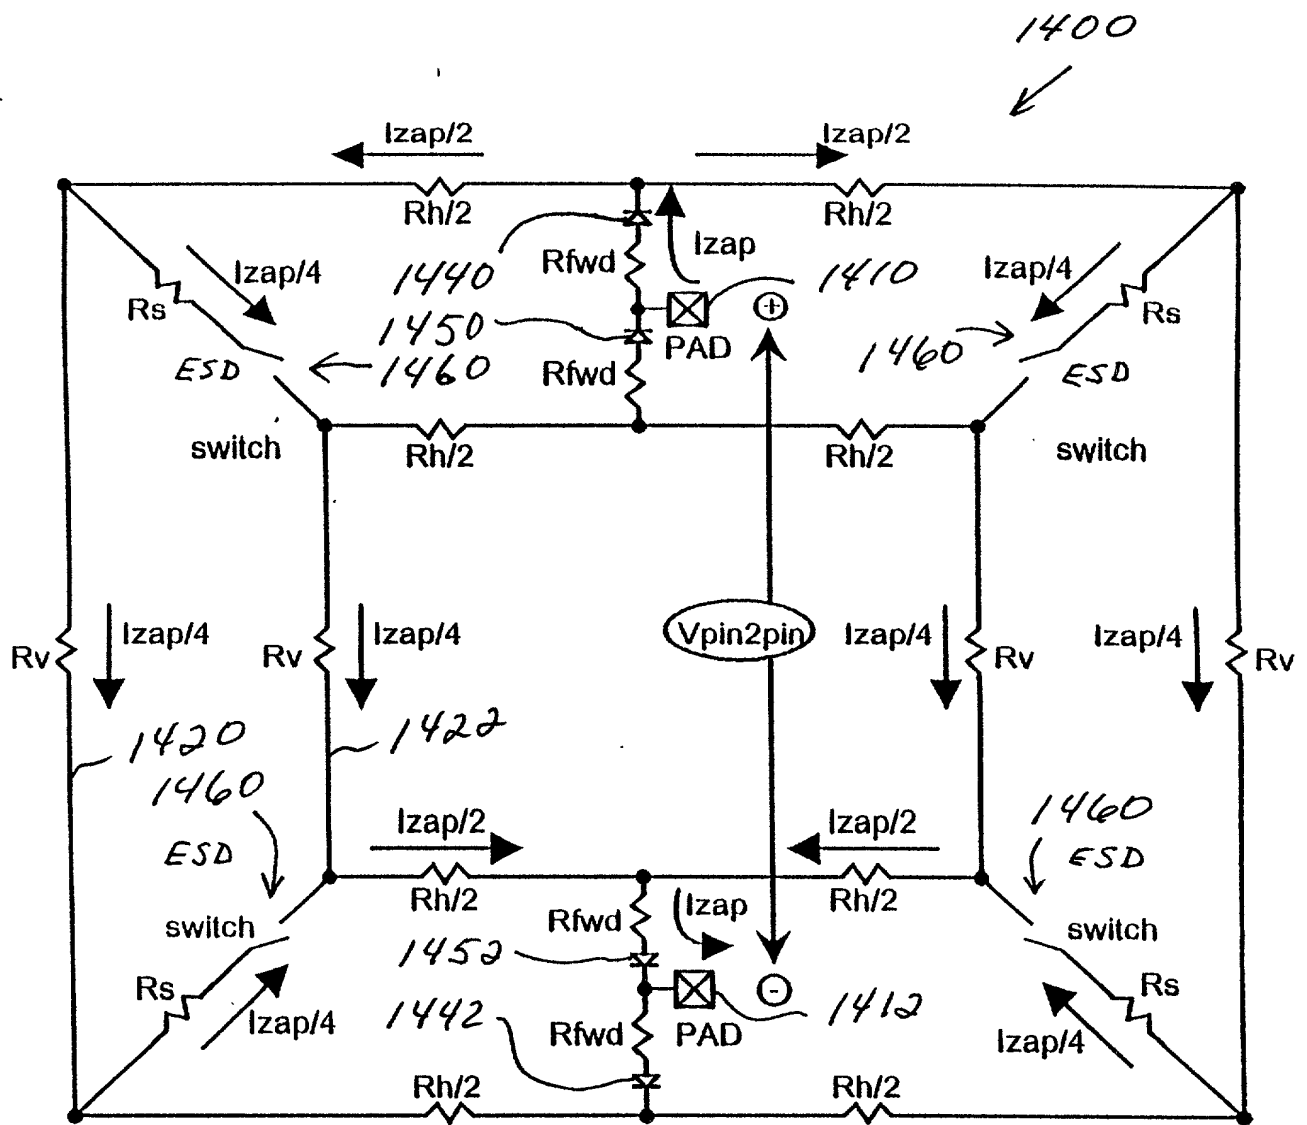 1400
Izap/2
Izap/2
Rh/2
Rh/2
Izap
Rfwd
1440
1410
Izap/4
Izap/4
Rs
Rs
+
1450
PAD
1460
1460
ESD
ESD
Rfwd
switch
switch
Rh/2
Rh/2
Vpin2pin
Izap/4
Izap/4
Izap/4
Izap/4
Rv
Rv
Rv
Rv
1420
1422
1460
1460
Izap/2
Izap/2
ESD
ESD
Rh/2
Rh/2
Izap
Rfwd
switch
switch
1452
Rs
Rs
-
1442
1412
Izap/4
Rfwd
PAD
Izap/4
Rh/2
Rh/2